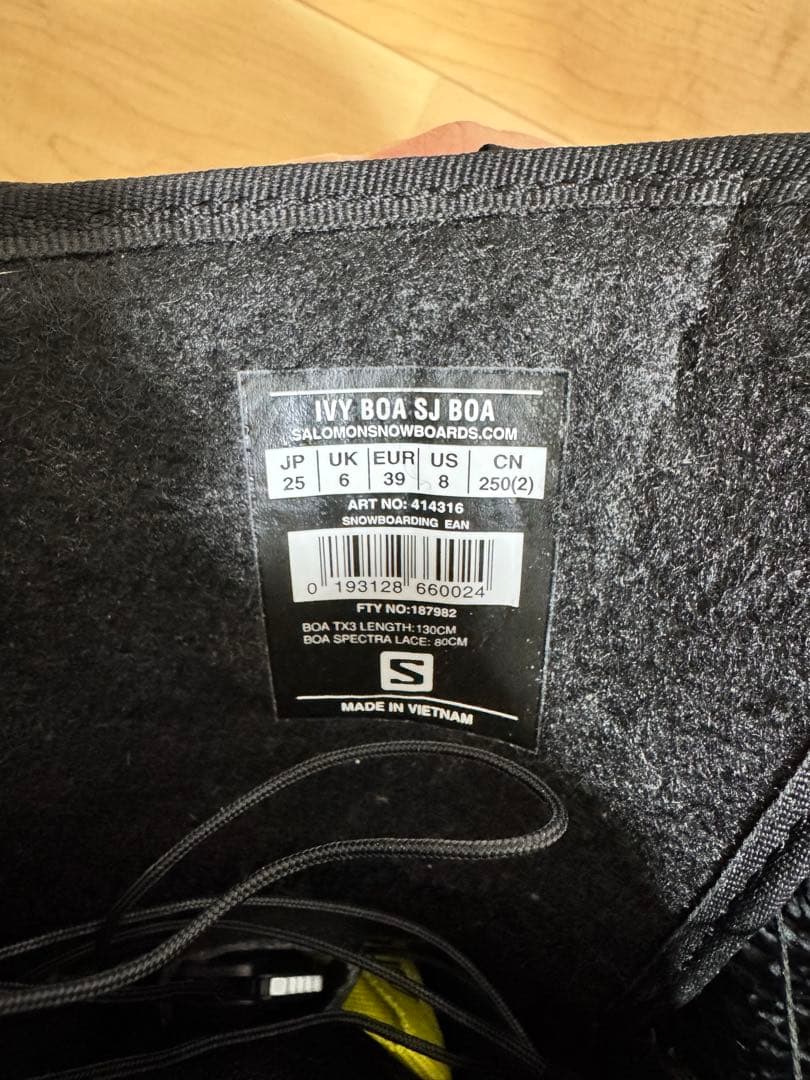 IVY BOA SJ BOA
SALOMONSNOWBOARDS.COM
JP UK EUR US CN
25 6 39 8 250(2)
ART NO: 414316
SNOWBOARDING EAN
0 193128 660024
FTY NO:187982
BOA TX3 LENGTH:130CM
BOA SPECTRA LACE: 80CM
S
MADE IN VIETNAM